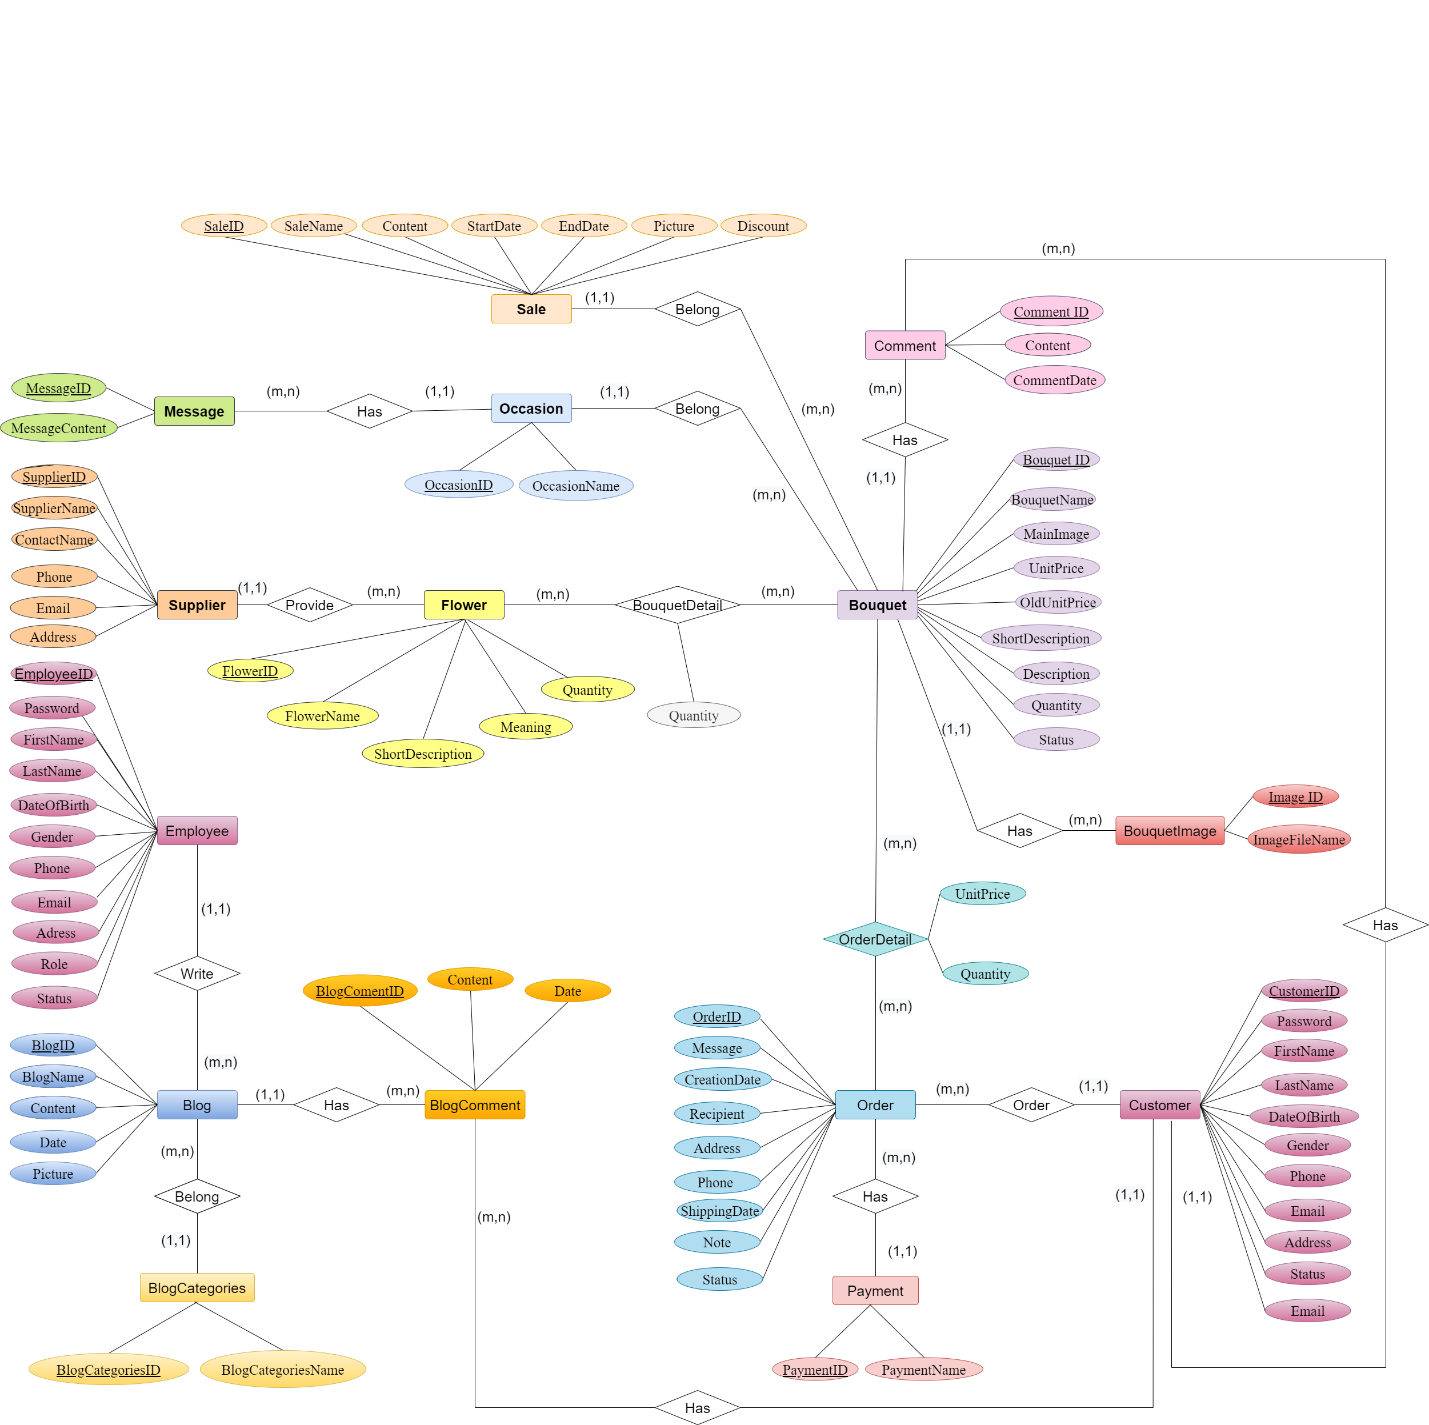 SaleID
SaleName
Content
StartDate
EndDate
Picture
Discount
(m,n)
(1,1)
Sale
Belong
Comment ID
Comment
Content
CommentDate
MessageID
(m,n)
(1,1)
(1,1)
(m,n)
Message
Has
Occasion
Belong
(m,n)
MessageContent
Has
Bouquet ID
SupplierID
OccasionID
OccasionName
(1,1)
(m,n)
BouquetName
SupplierName
MainImage
ContactName
UnitPrice
Phone
(1,1)
(m,n)
(m,n)
(m,n)
Email
Supplier
Provide
Flower
BouquetDetail
Bouquet
OldUnitPrice
Address
ShortDescription
EmployeeID
FlowerID
Description
Quantity
Quantity
Password
FlowerName
Quantity
Meaning
(1,1)
FirstName
ShortDescription
Status
LastName
Image ID
DateOfBirth
(m,n)
Gender
Employee
Has
BouquetImage
ImageFileName
(m,n)
Phone
UnitPrice
Email
(1,1)
Adress
OrderDetail
Has
Role
Write
Quantity
Status
BlogComentID
Content
Date
CustomerID
(m,n)
OrderID
Password
BlogID
Message
FirstName
(m,n)
BlogName
CreationDate
LastName
(1,1)
(m,n)
(m,n)
(1,1)
Content
Blog
Has
BlogComment
Recipient
Order
Order
Customer
DateOfBirth
Date
(m,n)
Address
(m,n)
Gender
Picture
Phone
Phone
Belong
Has
(1,1)
(1,1)
ShippingDate
Email
(m,n)
(1,1)
Note
(1,1)
Address
Status
Status
BlogCategories
Payment
Email
BlogCategoriesID
BlogCategoriesName
PaymentID
PaymentName
Has